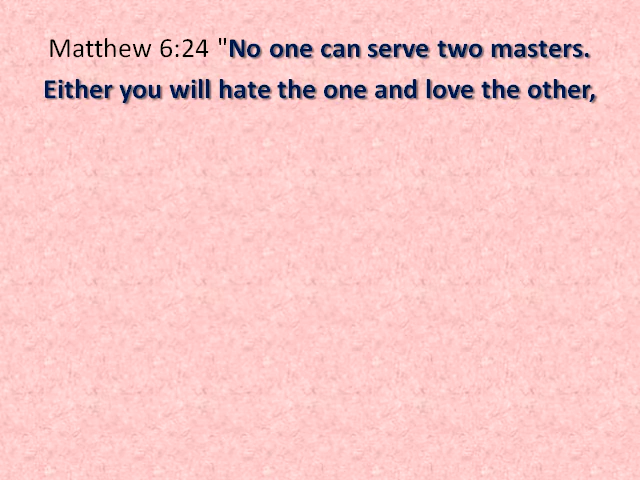 Matthew 6:24 "No one can serve two masters.
Either you will hate the one and love the other,